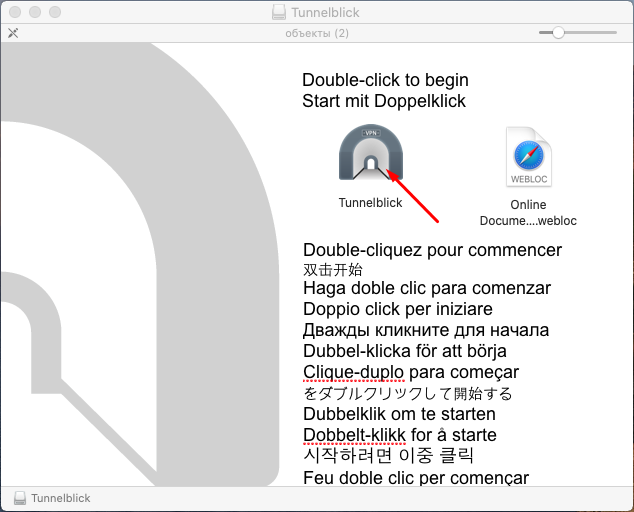 Tunnelblick
объекты (2)
Double-click to begin
Start mit Doppelklick
VPN
WEBLOC
Tunnelblick
Online
Docume....webloc
Double-cliquez pour commencer
双击开始
Haga doble clic para comenzar
Doppio click per iniziare
Дважды кликните для начала
Dubbel-klicka för att börja
Clique-duplo para começar
をダブルクリックして開始する
Dubbelklik om te starten
Dobbelt-klikk for å starte
시작하려면 이중 클릭
Feu doble clic per començar
Tunnelblick